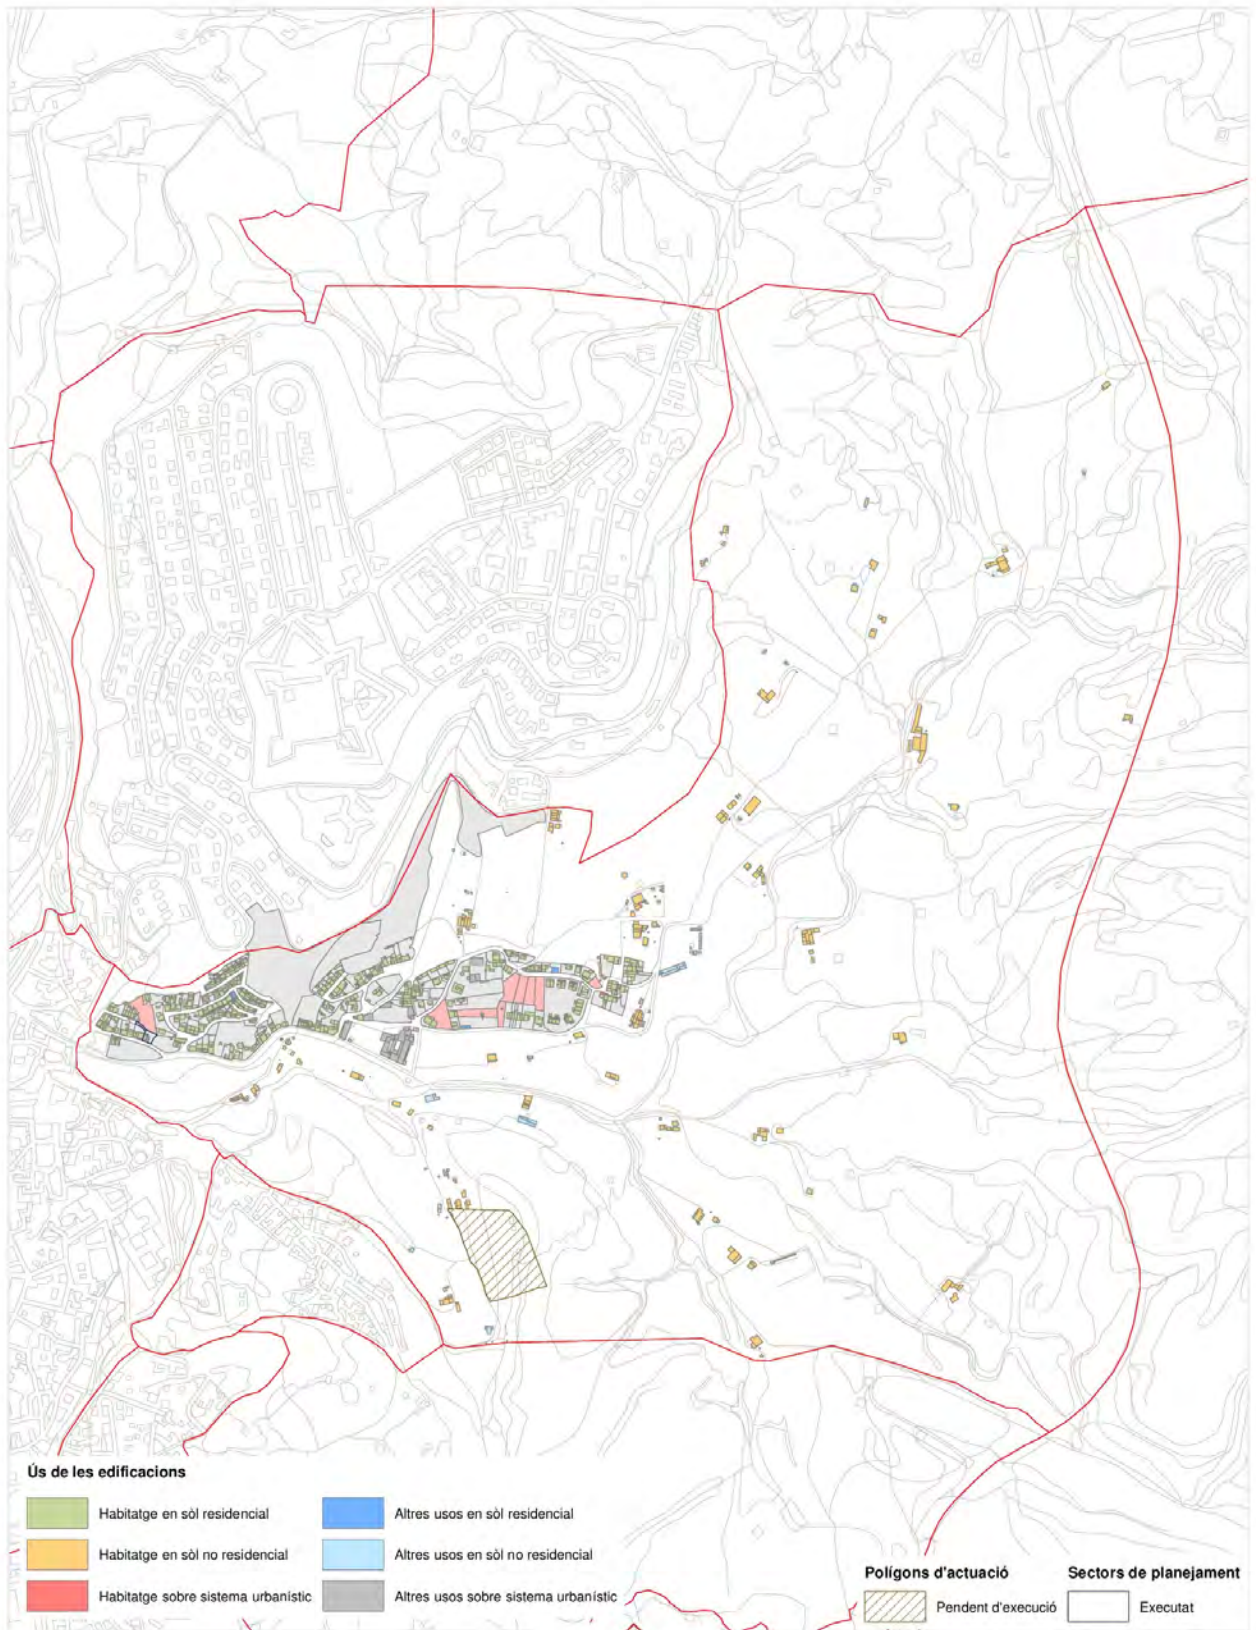 Ús de les edificacions
Habitatge en sòl residencial
Habitatge en sòl no residencial
Habitatge sobre sistema urbanístic
Altres usos en sòl residencial
Altres usos en sòl no residencial
Altres usos sobre sistema urbanístic
Polígons d'actuació
Pendent d'execució
Sectors de planejament
Executat